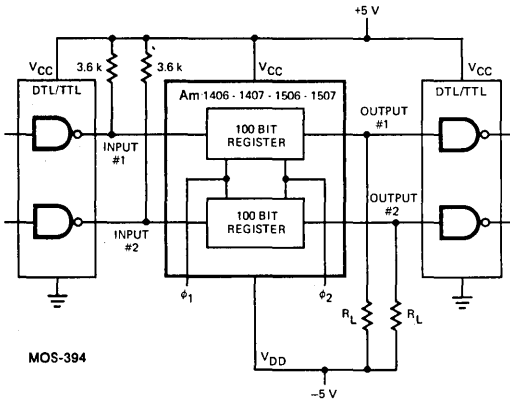 +5 V
VCC
3.6 k
3.6 k
VCC
VCC
DTL/TTL
Am 1406 - 1407 - 1506 - 1507
DTL/TTL
OUTPUT
#1
100 BIT
REGISTER
INPUT
#1
OUTPUT
#2
100 BIT
REGISTER
INPUT
#2
ϕ1
ϕ2
RL
RL
MOS-394
VDD
−5 V